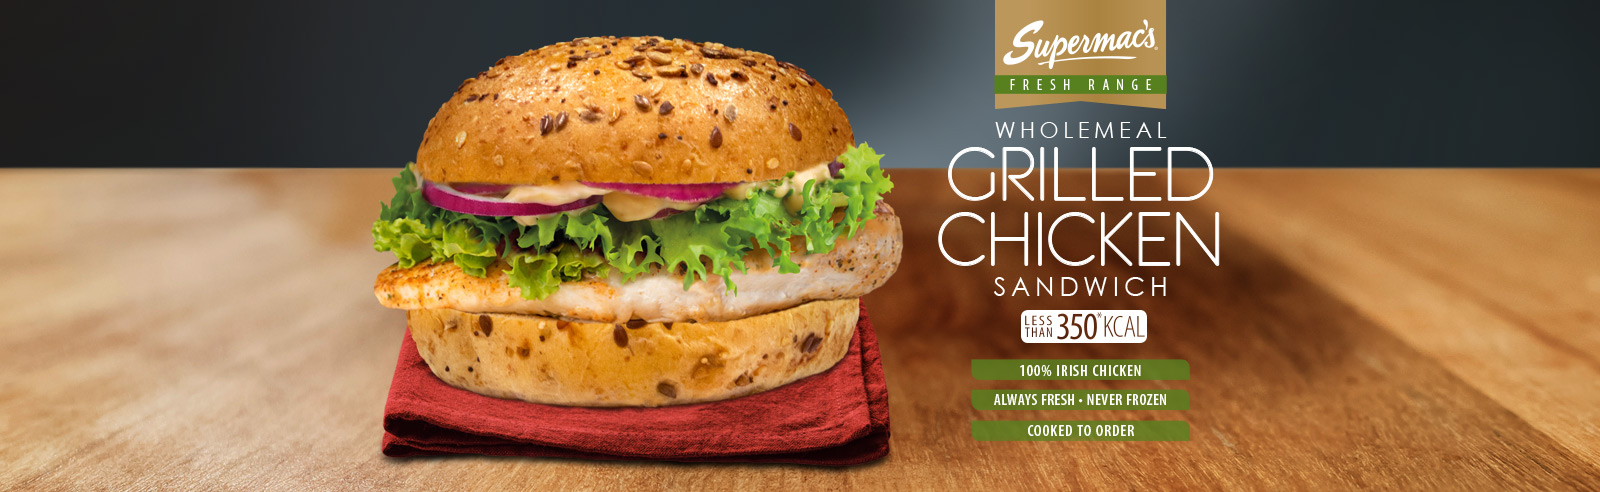 Supermac's
FRESH RANGE
WHOLEMEAL
GRILLED
CHICKEN
SANDWICH
LESS THAN 350*KCAL
100% IRISH CHICKEN
ALWAYS FRESH • NEVER FROZEN
COOKED TO ORDER